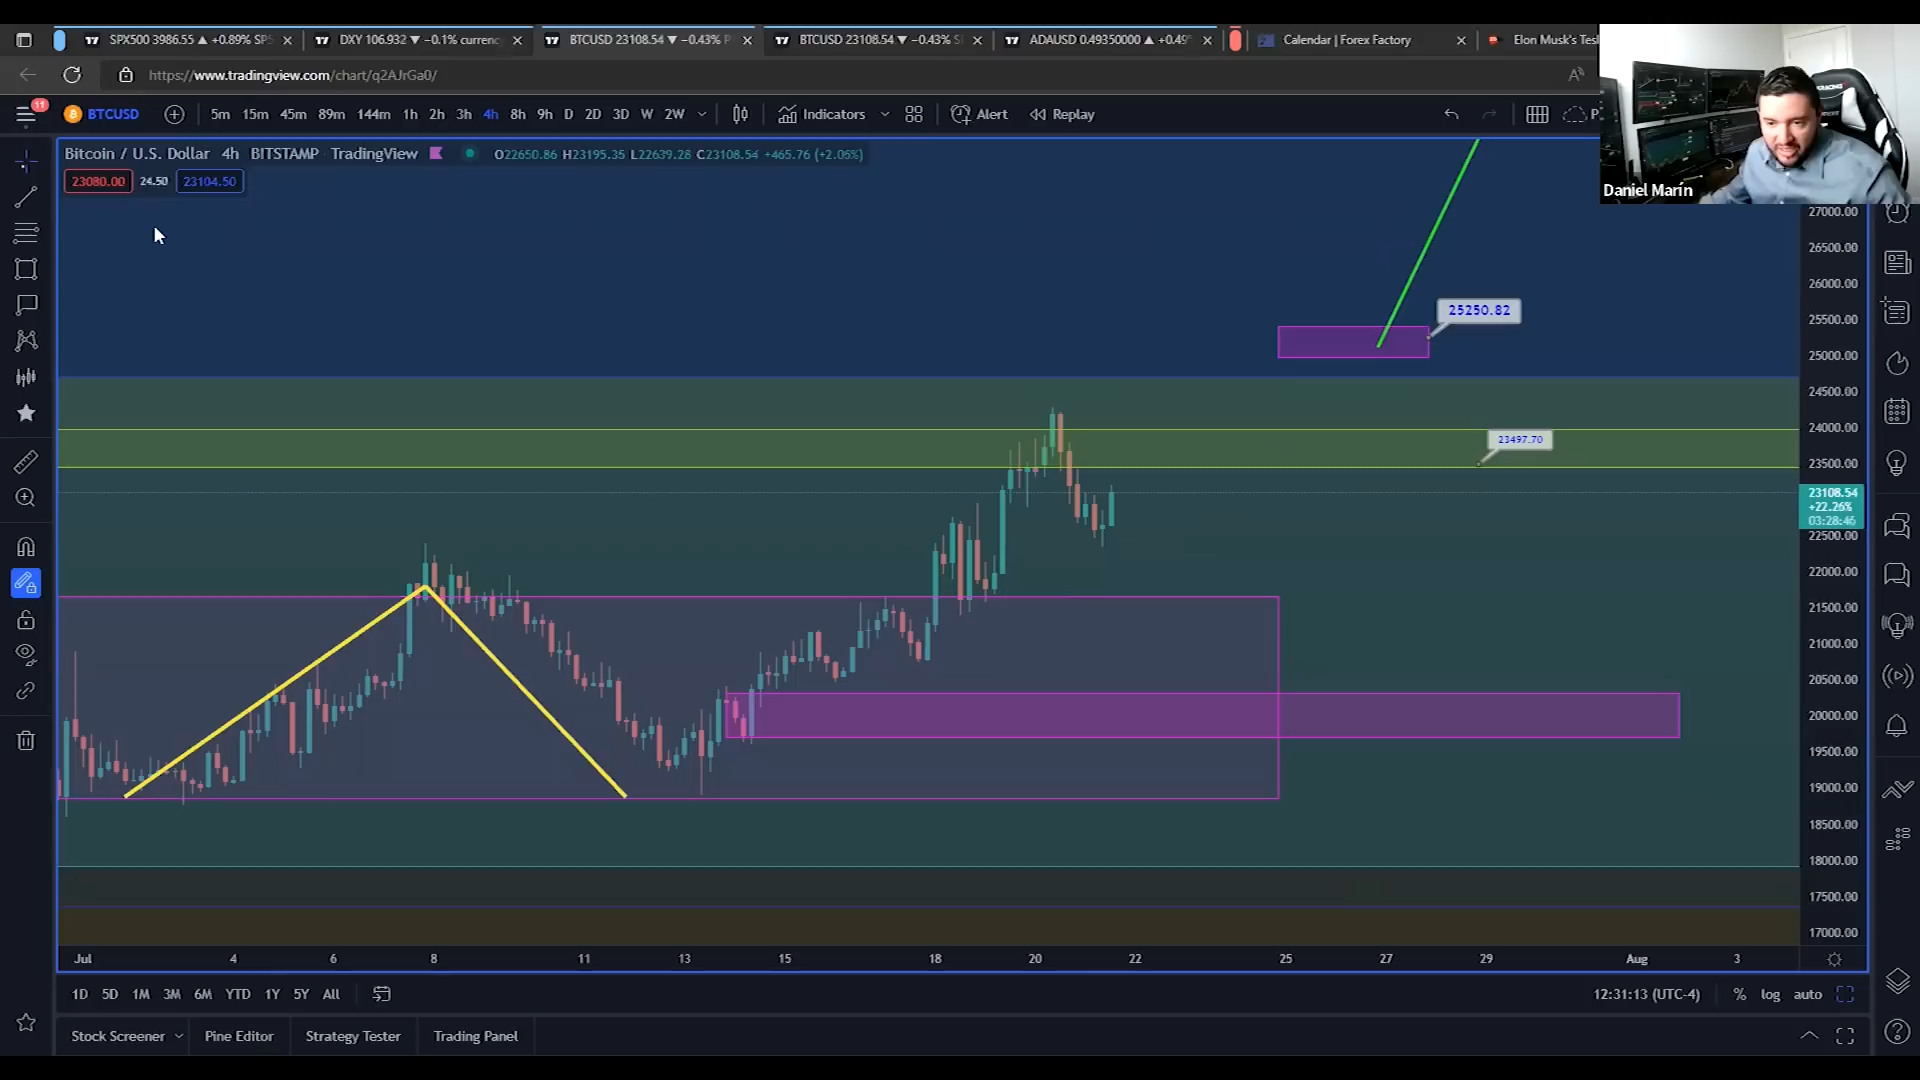 SPX500 3986.55 ▲ +0.89% SP5
DXY 106.932 ▼ −0.1% currenc
BTCUSD 23108.54 ▼ −0.43% P
BTCUSD 23108.54 ▼ −0.43% S
ADAUSD 0.49350000 ▲ +0.49
Calendar | Forex Factory
Elon Musk's Tesl
https://www.tradingview.com/chart/q2AJrGa0/
11
BTCUSD
5m 15m 45m 89m 144m 1h 2h 3h 4h 8h 9h D 2D 3D W 2W
Indicators
Alert
Replay
P
Daniel Marín
Bitcoin / U.S. Dollar 4h BITSTAMP TradingView
O22650.86 H23195.35 L22639.28 C23108.54 +465.76 (+2.06%)
23080.00 24.50 23104.50
27000.00
26500.00
26000.00
25500.00
25250.82
25000.00
24500.00
24000.00
23497.70
23500.00
23108.54
+22.26%
03:28:46
22500.00
22000.00
21500.00
21000.00
20500.00
20000.00
19500.00
19000.00
18500.00
18000.00
17500.00
17000.00
Jul 4 6 8 11 13 15 18 20 22 25 27 29 Aug 3
1D 5D 1M 3M 6M YTD 1Y 5Y All
12:31:13 (UTC-4) % log auto
Stock Screener Pine Editor Strategy Tester Trading Panel